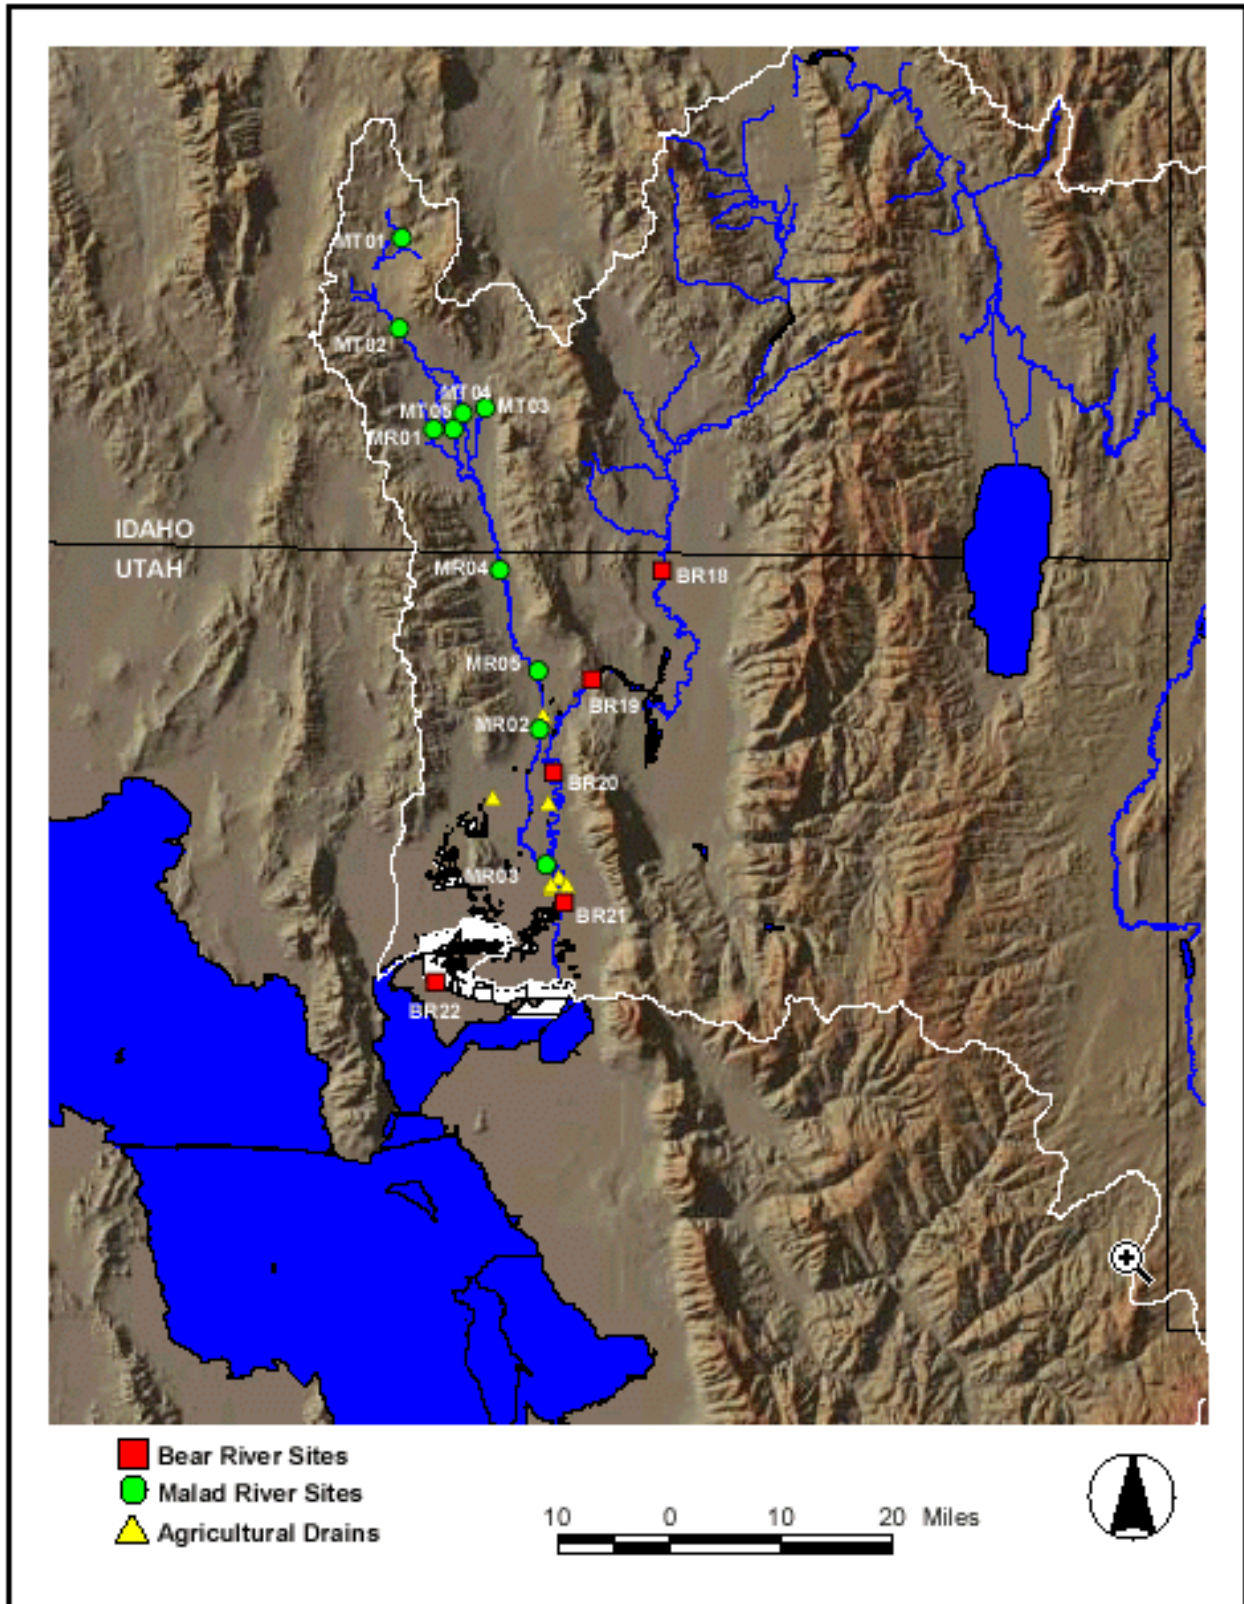 MT01
MT02
MT04
MT05
MT03
MR01
IDAHO
UTAH
MR04
BR18
MR05
BR19
MR02
BR20
MR03
BR21
BR22
Bear River Sites
Malad River Sites
Agricultural Drains
10 0 10 20 Miles